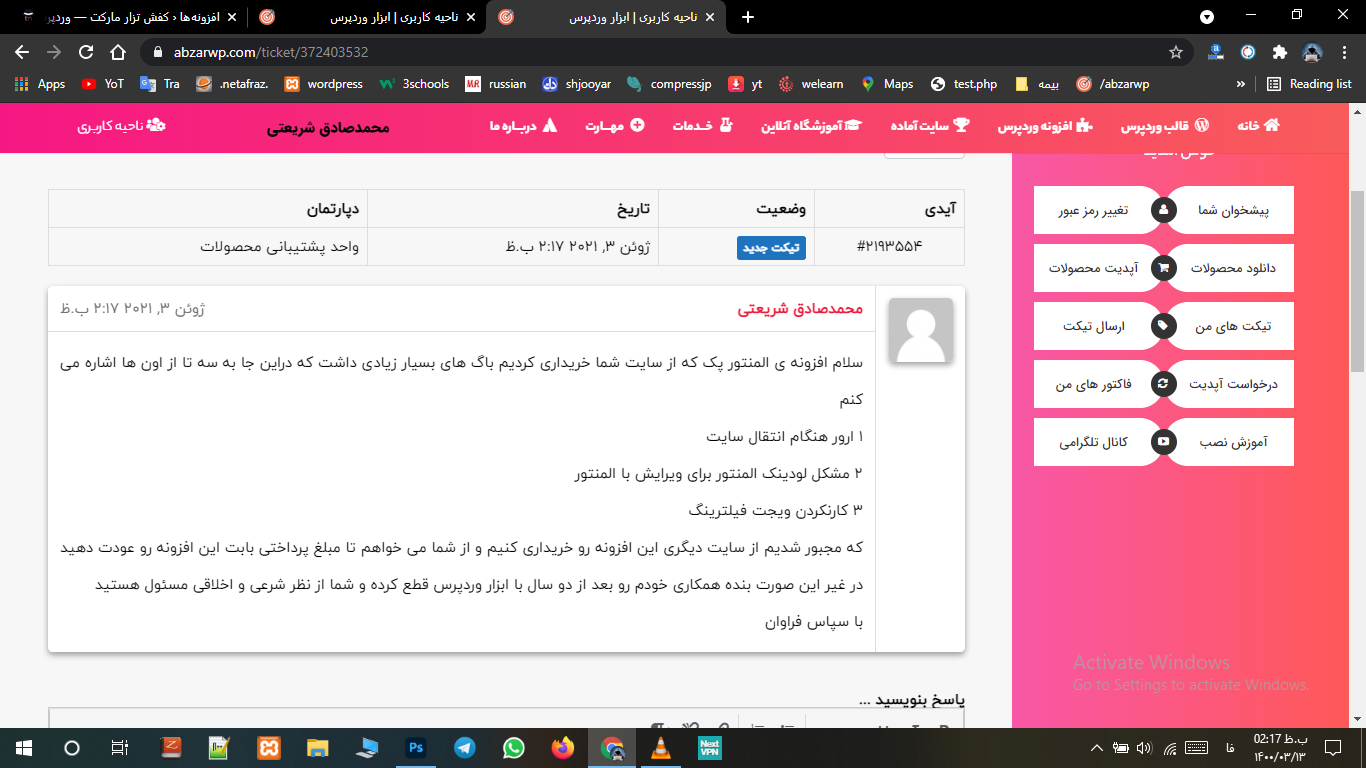 افزونه‌ها ‹ کفش تزار مارکت — وردپرس
ناحیه کاربری | ابزار وردپرس
ناحیه کاربری | ابزار وردپرس
abzarwp.com/ticket/372403532
Apps YoT Tra .netafraz. wordpress 3schools russian shjooyar compressjp yt welearn Maps test.php بیمه /abzarwp » Reading list
خانه قالب وردپرس افزونه وردپرس سایت آماده آموزشگاه آنلاین خـدمات مهـارت دربـاره ما محمدصادق شریعتی ناحیه کاربری
پیشخوان شما تغییر رمز عبور
دانلود محصولات آپدیت محصولات
تیکت های من ارسال تیکت
درخواست آپدیت فاکتور های من
آموزش نصب کانال تلگرامی
آیدی وضعیت تاریخ دپارتمان
#۲۱۹۳۵۵۴ تیکت جدید ژوئن ۳, ۲۰۲۱ ۲:۱۷ ب.ظ واحد پشتیبانی محصولات
محمدصادق شریعتی ژوئن ۳, ۲۰۲۱ ۲:۱۷ ب.ظ
سلام افزونه ی المنتور پک که از سایت شما خریداری کردیم باگ های بسیار زیادی داشت که دراین جا به سه تا از اون ها اشاره می
کنم
۱ ارور هنگام انتقال سایت
۲ مشکل لودینک المنتور برای ویرایش با المنتور
۳ کارنکردن ویجت فیلترینگ
که مجبور شدیم از سایت دیگری این افزونه رو خریداری کنیم و از شما می خواهم تا مبلغ پرداختی بابت این افزونه رو عودت دهید
در غیر این صورت بنده همکاری خودم رو بعد از دو سال با ابزار وردپرس قطع کرده و شما از نظر شرعی و اخلاقی مسئول هستید
با سپاس فراوان
پاسخ بنویسید ...
Activate Windows
Go to Settings to activate Windows.
Ps
Next
VPN
فا
02:17 ب.ظ
۱۴۰۰/۰۳/۱۳